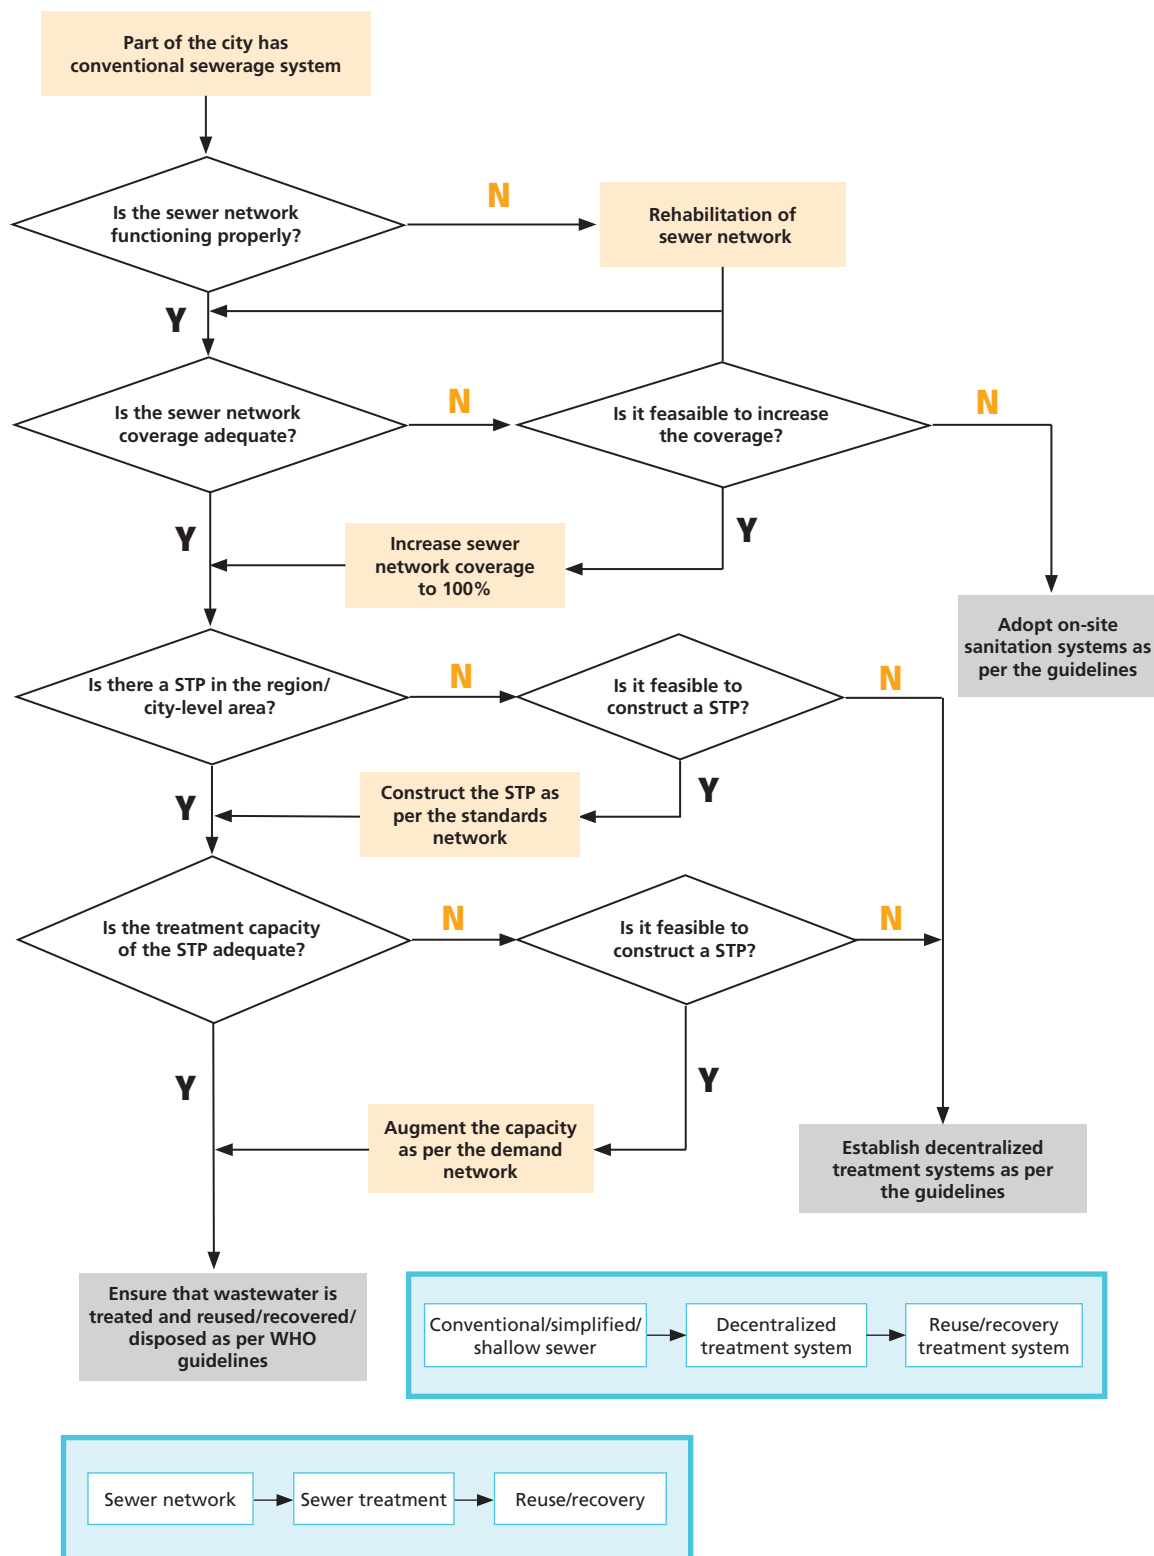 Part of the city has
conventional sewerage system
Is the sewer network
functioning properly?
N
Rehabilitation of
sewer network
Y
Is the sewer network
coverage adequate?
N
Is it feasaible to increase
the coverage?
N
Y
Increase sewer
network coverage
to 100%
Y
Adopt on-site
sanitation systems as
per the guidelines
Is there a STP in the region/
city-level area?
N
Is it feasible to
construct a STP?
N
Y
Construct the STP as
per the standards
network
Y
Is the treatment capacity
of the STP adequate?
N
Is it feasible to
construct a STP?
N
Y
Augment the capacity
as per the demand
network
Y
Establish decentralized
treatment systems as per
the guidelines
Ensure that wastewater is
treated and reused/recovered/
disposed as per WHO
guidelines
Conventional/simplified/
shallow sewer
Decentralized
treatment system
Reuse/recovery
treatment system
Sewer network
Sewer treatment
Reuse/recovery